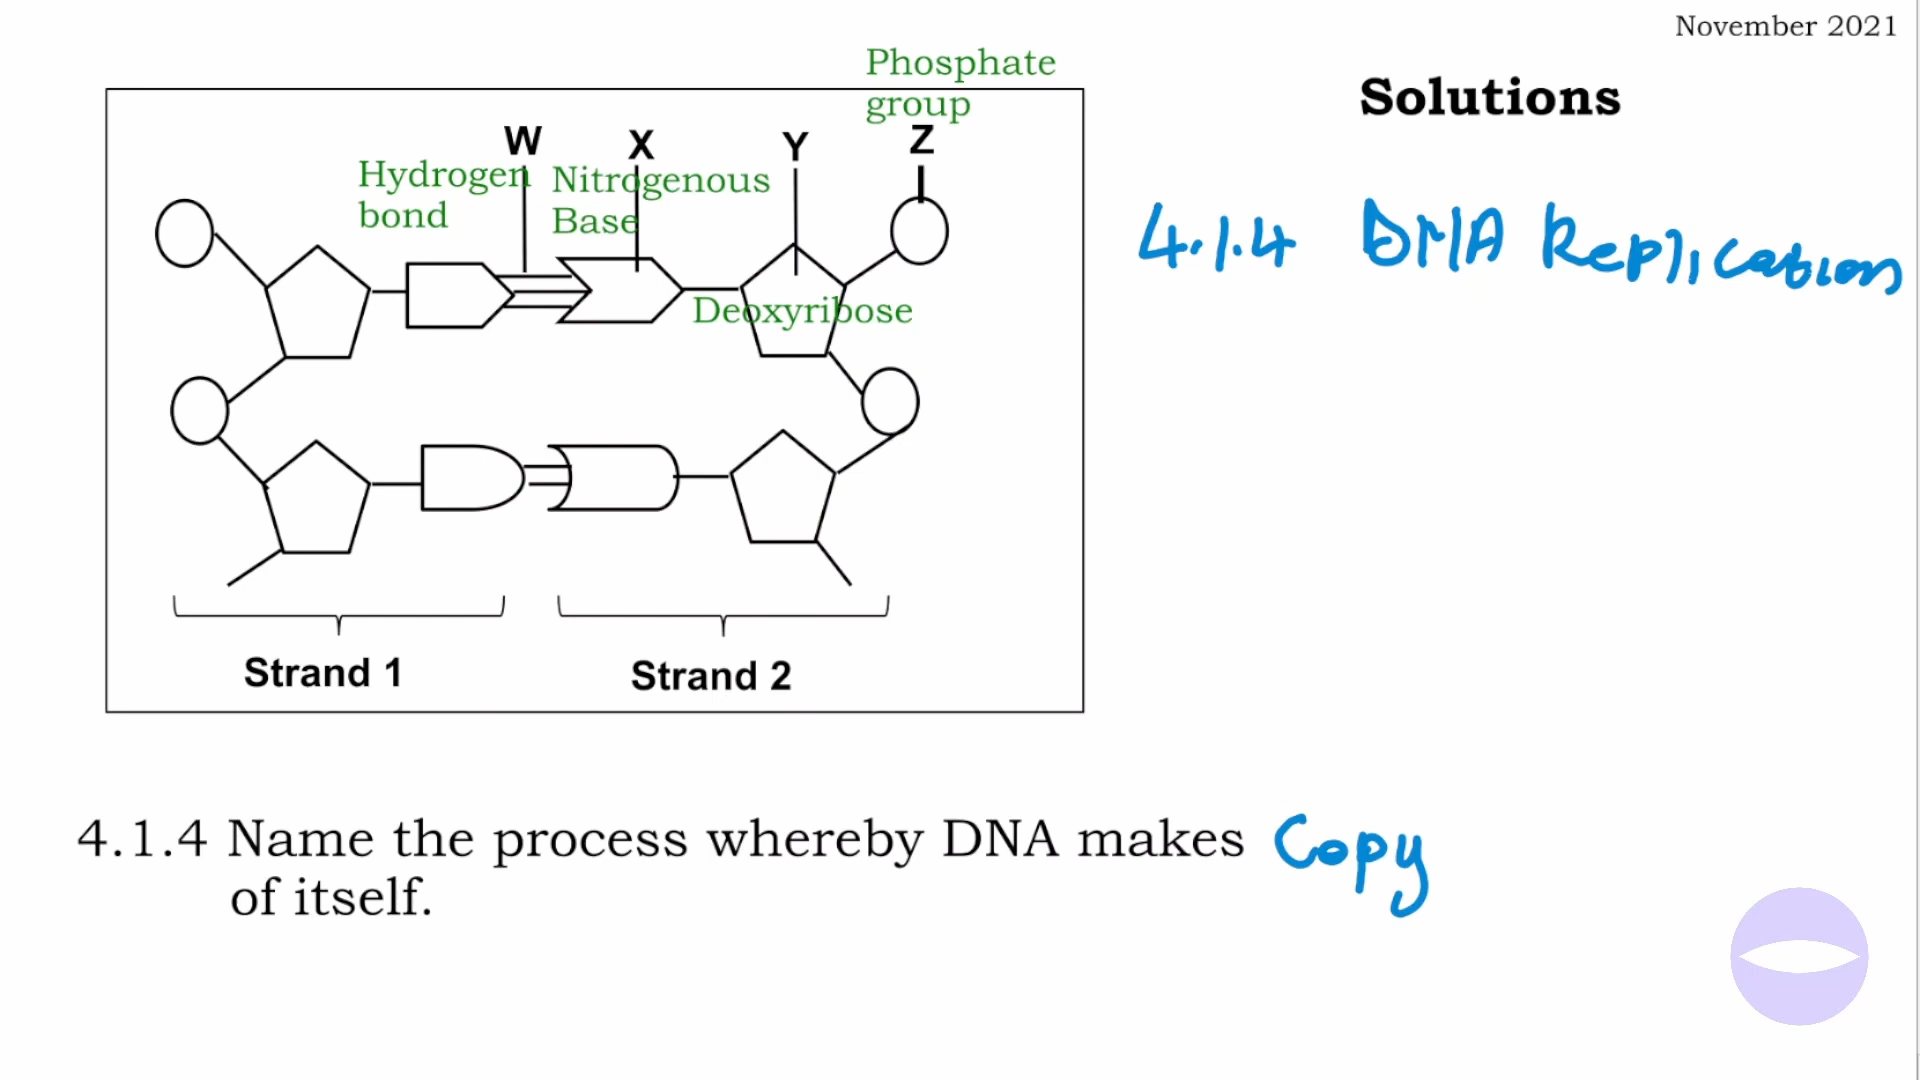 November 2021
Solutions
Phosphate
group
W
X
Y
Z
Hydrogen
bond
Nitrogenous
Base
Deoxyribose
Strand 1
Strand 2
4.1.4 DNA Replication
4.1.4 Name the process whereby DNA makes copy
of itself.